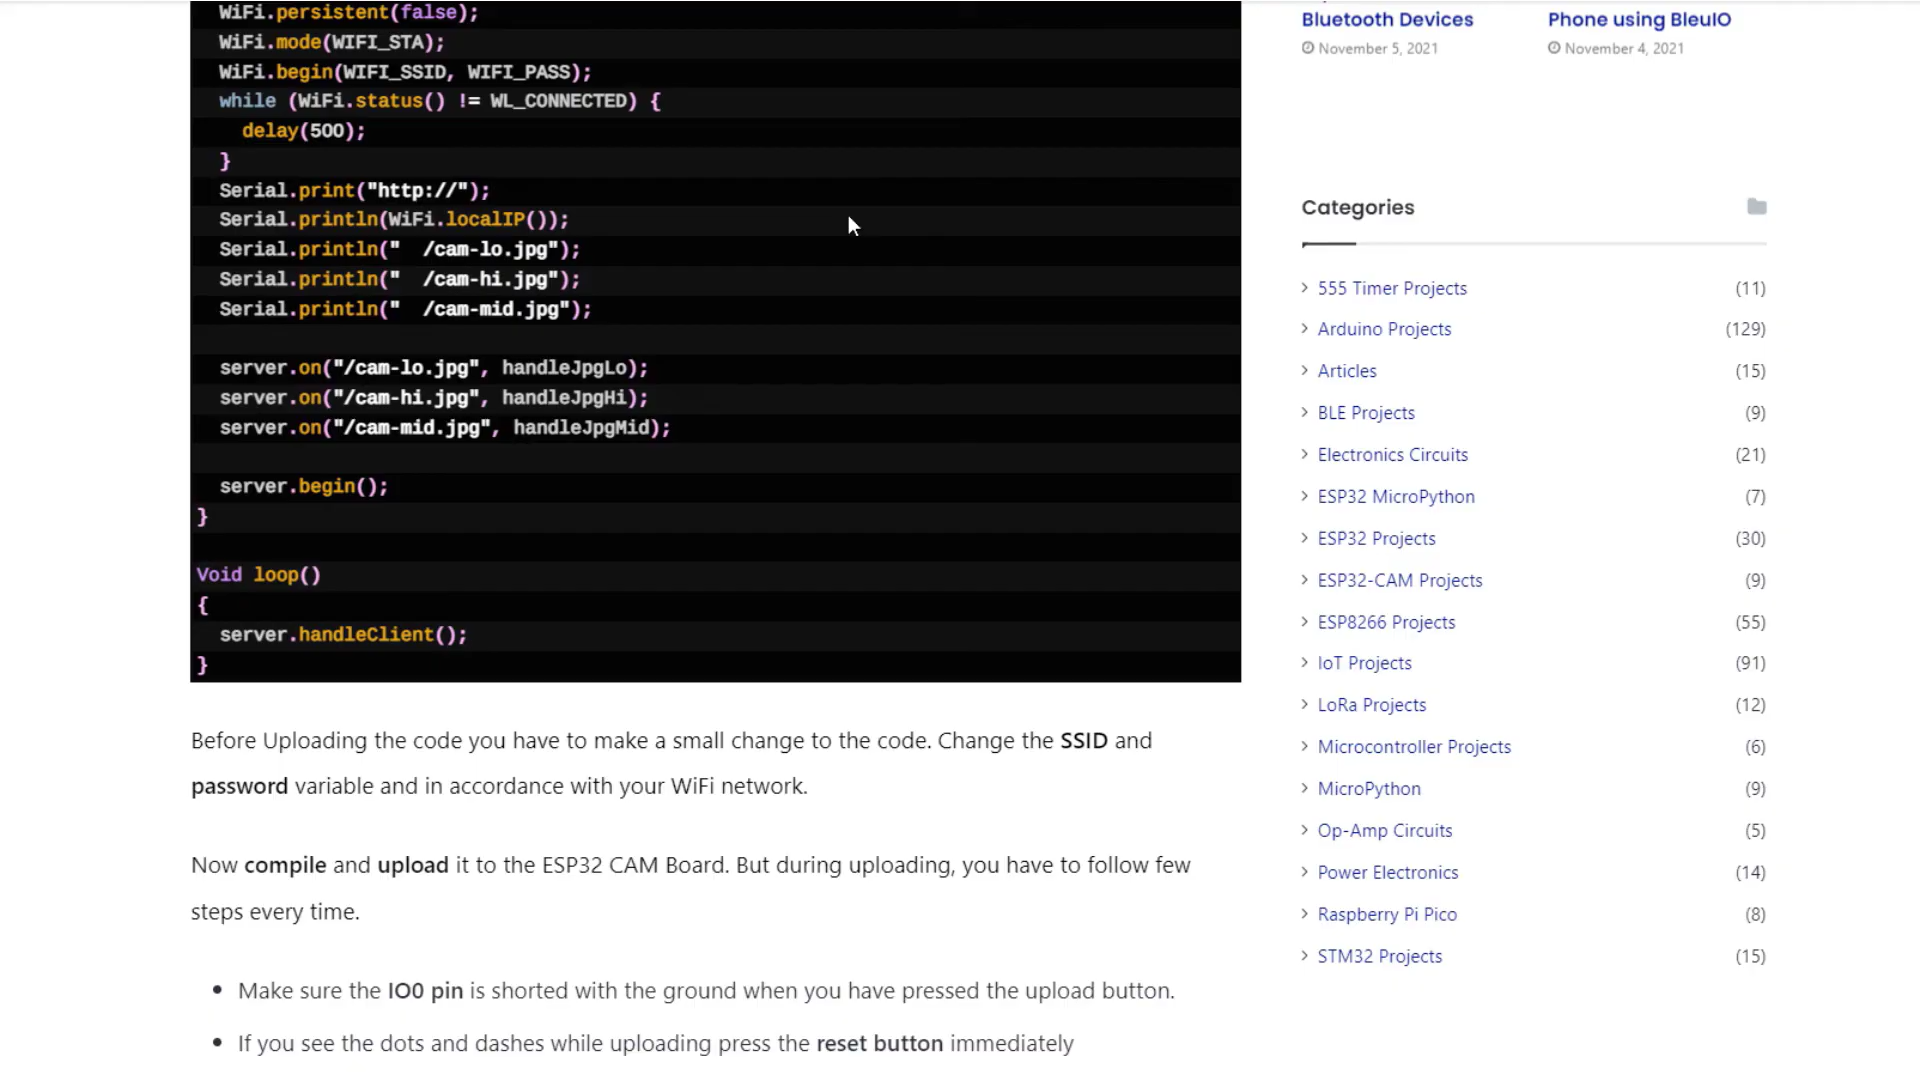 WiFi.persistent(false);
WiFi.mode(WIFI_STA);
WiFi.begin(WIFI_SSID, WIFI_PASS);
while (WiFi.status() != WL_CONNECTED) {
delay(500);
}
Serial.print("http://");
Serial.println(WiFi.localIP());
Serial.println("  /cam-lo.jpg");
Serial.println("  /cam-hi.jpg");
Serial.println("  /cam-mid.jpg");
server.on("/cam-lo.jpg", handleJpgLo);
server.on("/cam-hi.jpg", handleJpgHi);
server.on("/cam-mid.jpg", handleJpgMid);
server.begin();
}
Void loop()
{
server.handleClient();
}
Before Uploading the code you have to make a small change to the code. Change the SSID and
password variable and in accordance with your WiFi network.
Now compile and upload it to the ESP32 CAM Board. But during uploading, you have to follow few
steps every time.
• Make sure the IO0 pin is shorted with the ground when you have pressed the upload button.
• If you see the dots and dashes while uploading press the reset button immediately
Bluetooth Devices
November 5, 2021
Phone using BleuIO
November 4, 2021
Categories
555 Timer Projects (11)
Arduino Projects (129)
Articles (15)
BLE Projects (9)
Electronics Circuits (21)
ESP32 MicroPython (7)
ESP32 Projects (30)
ESP32-CAM Projects (9)
ESP8266 Projects (55)
IoT Projects (91)
LoRa Projects (12)
Microcontroller Projects (6)
MicroPython (9)
Op-Amp Circuits (5)
Power Electronics (14)
Raspberry Pi Pico (8)
STM32 Projects (15)